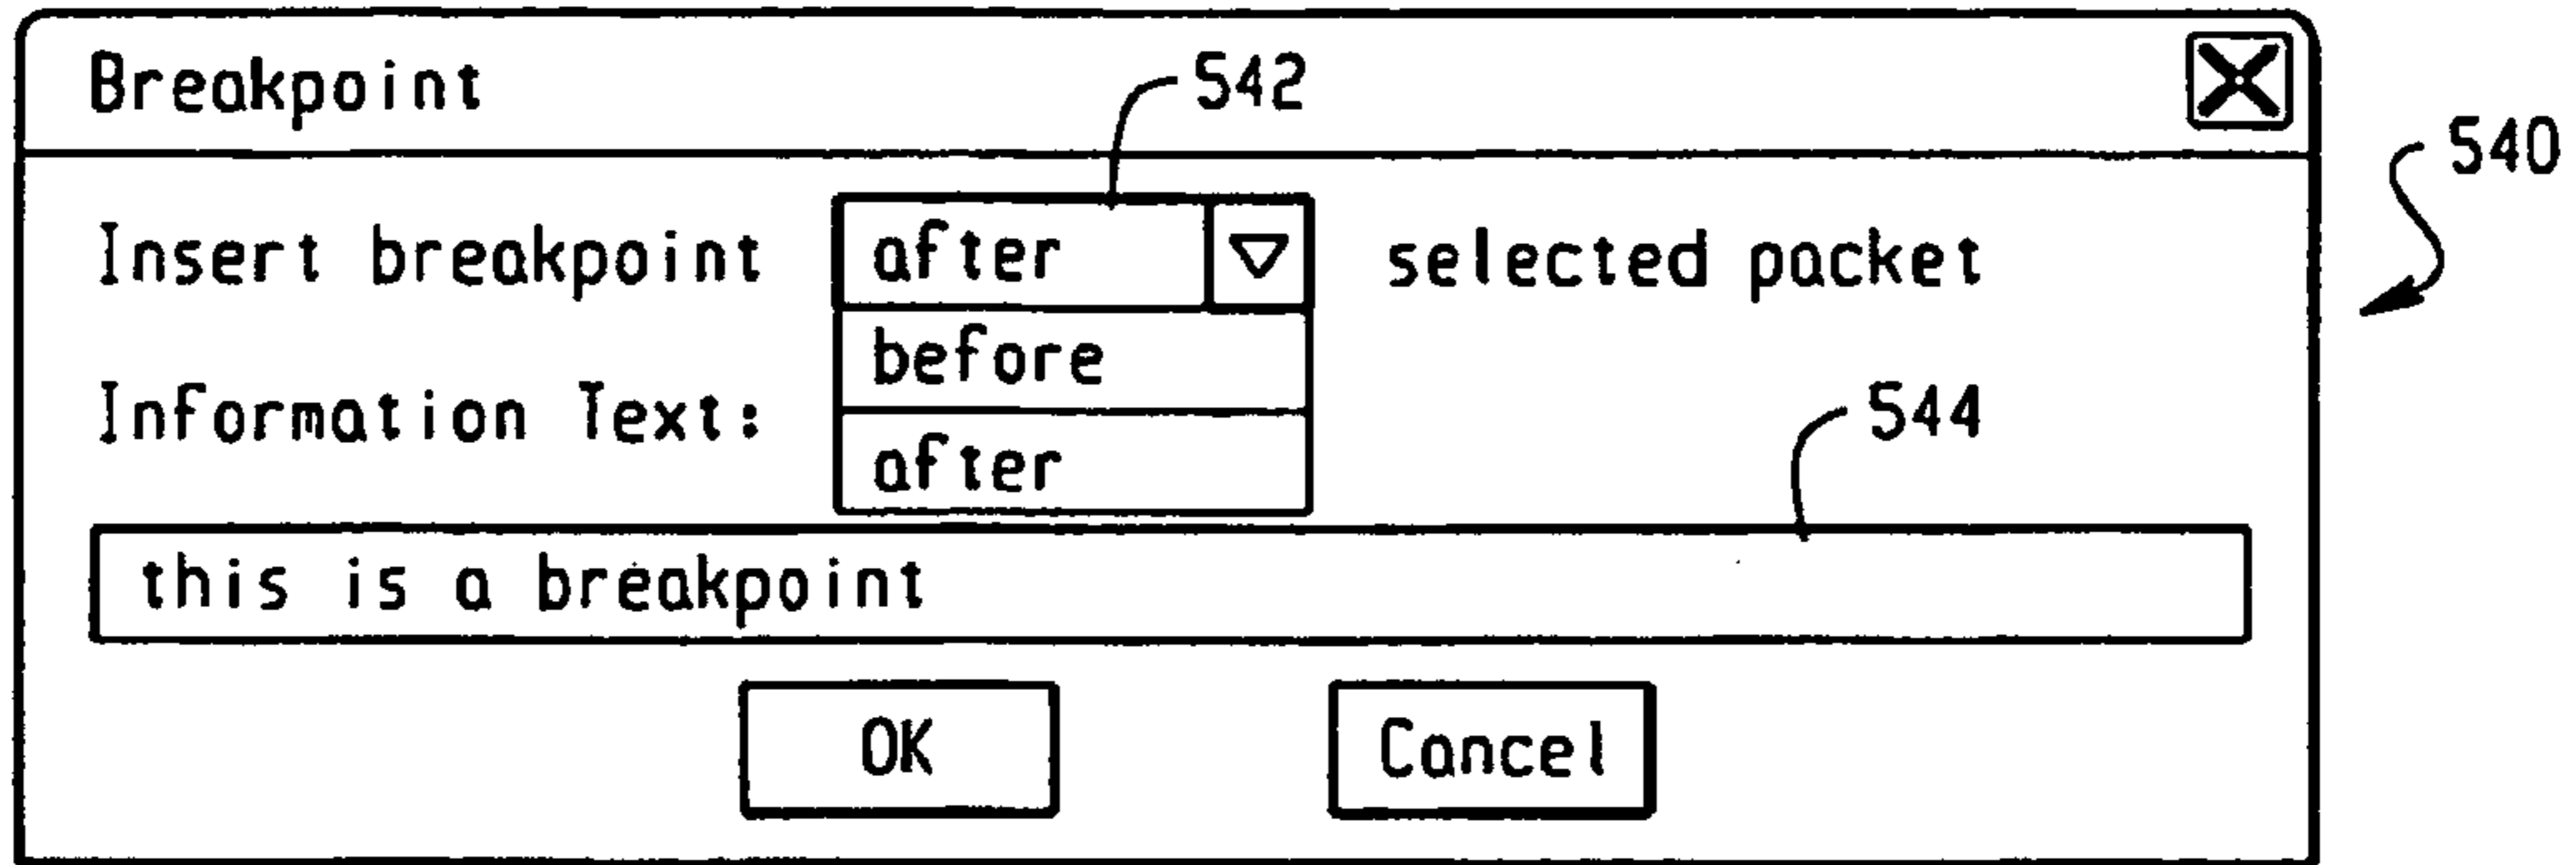 Breakpoint
542
540
Insert breakpoint after selected packet
before
Information Text:
544
after
this is a breakpoint
OK Cancel